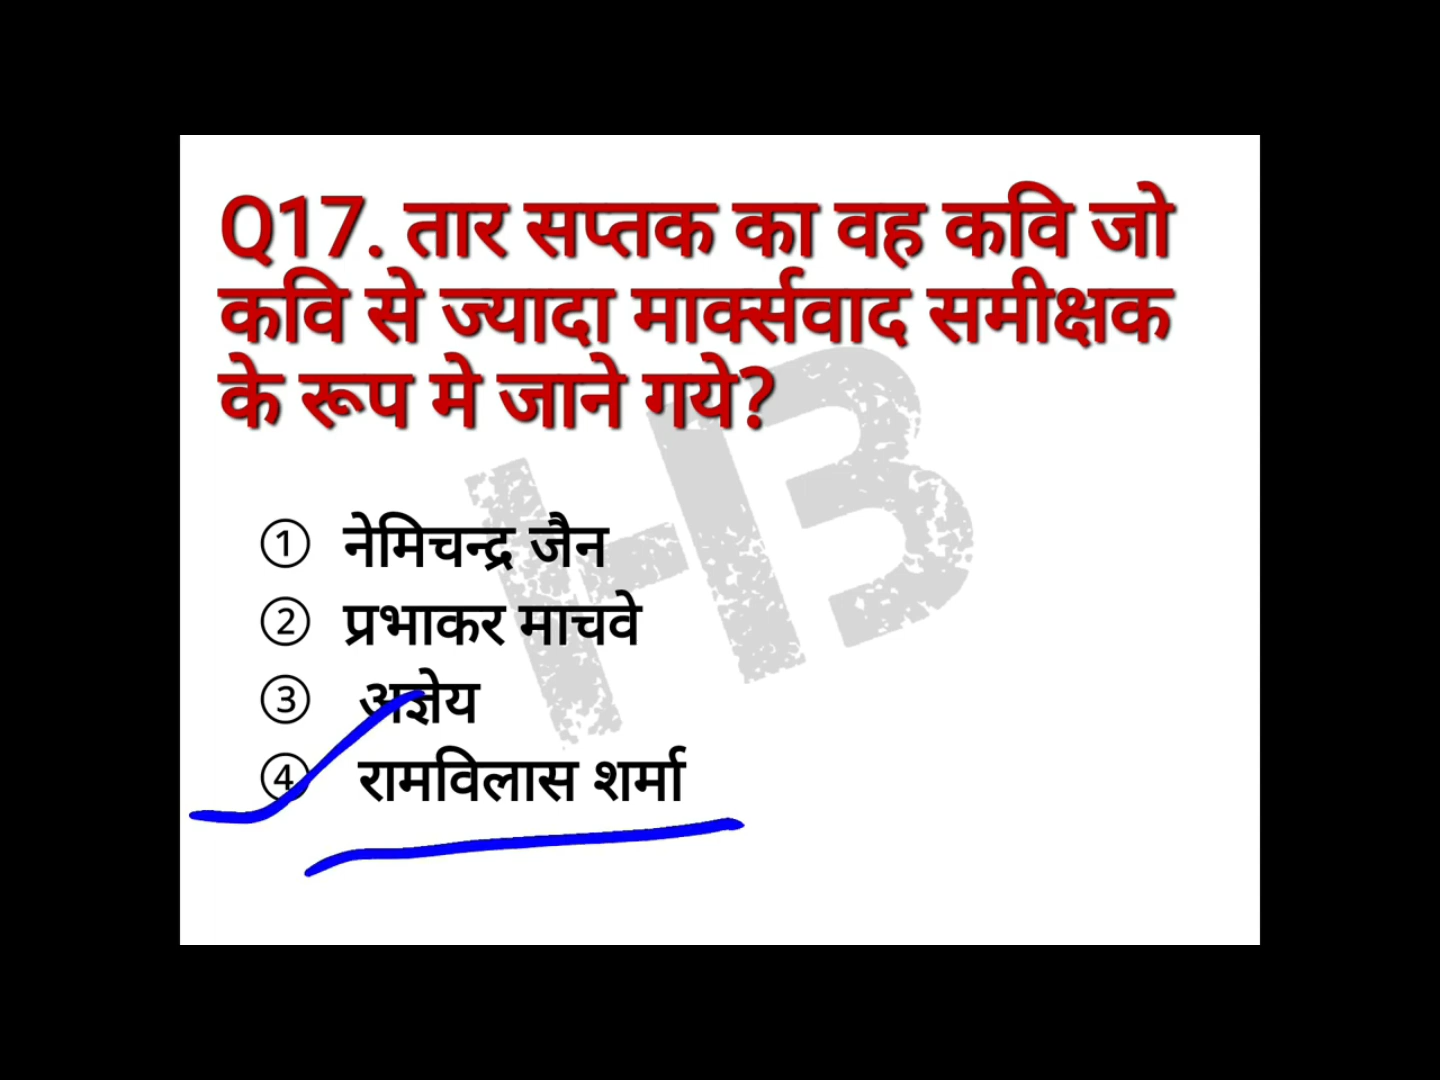 Q17. तार सप्तक का वह कवि जो
कवि से ज्यादा मार्क्सवाद समीक्षक
के रूप मे जाने गये?
HB
① नेमिचन्द्र जैन
② प्रभाकर माचवे
③ अज्ञेय
④ रामविलास शर्मा